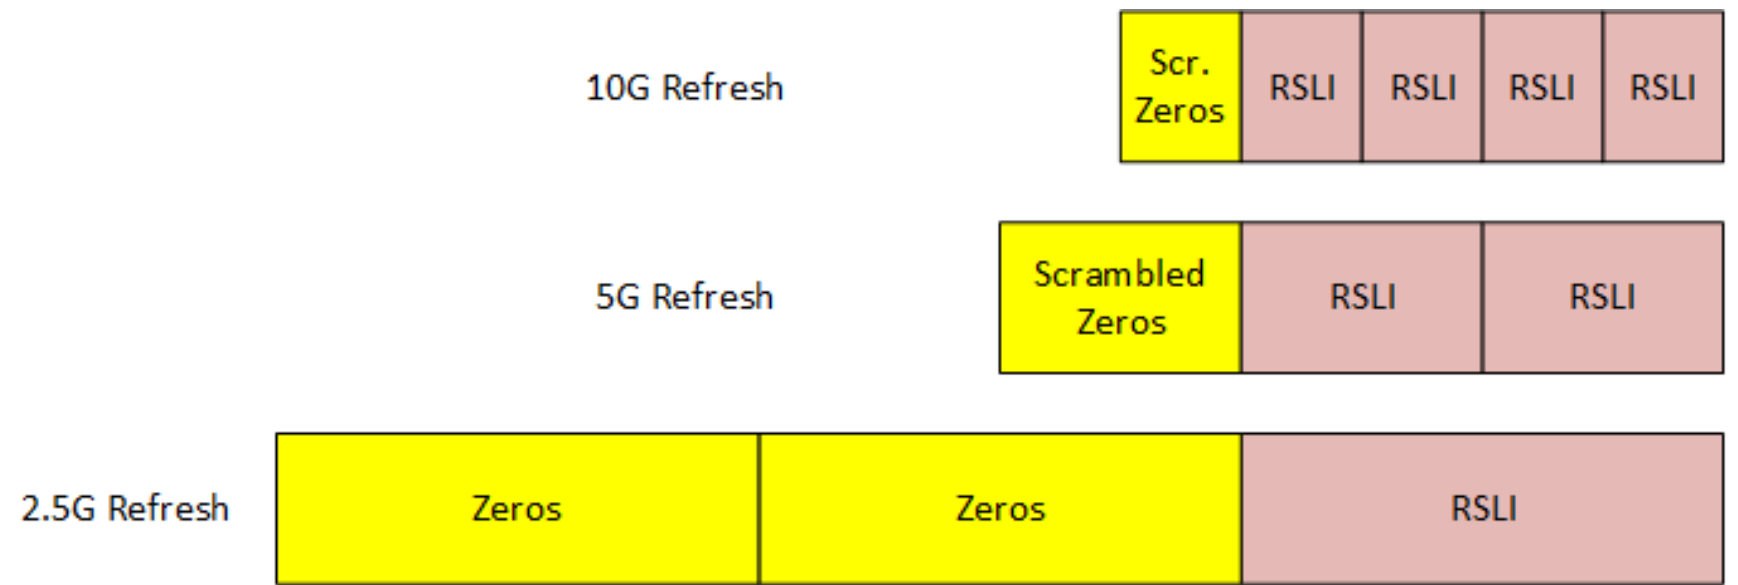 10G Refresh
Scr.
Zeros
RSLI
RSLI
RSLI
RSLI
5G Refresh
Scrambled
Zeros
RSLI
RSLI
2.5G Refresh
Zeros
Zeros
RSLI